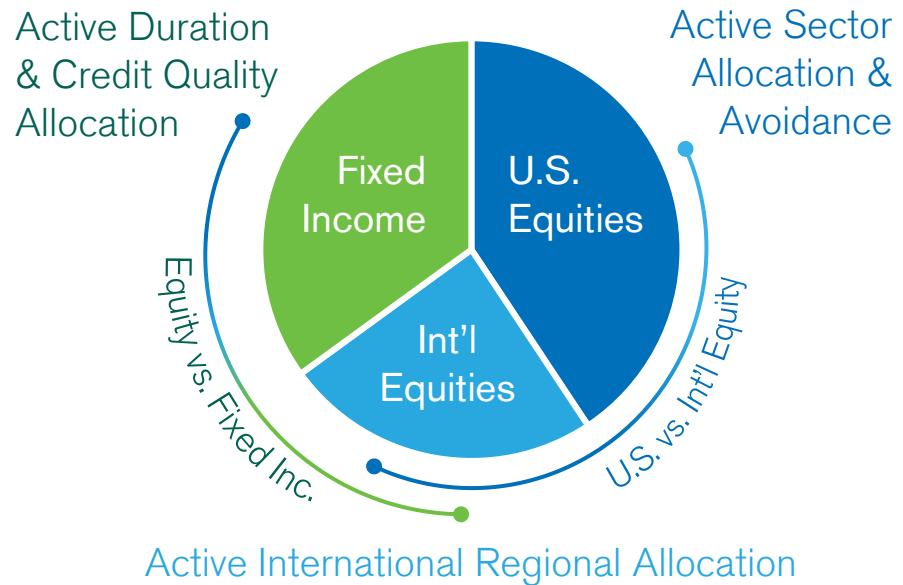 Active Duration
& Credit Quality
Allocation
Active Sector
Allocation &
Avoidance
Fixed
Income
U.S.
Equities
Int'l
Equities
Equity vs. Fixed Inc.
U.S. vs. Int'l Equity
Active International Regional Allocation